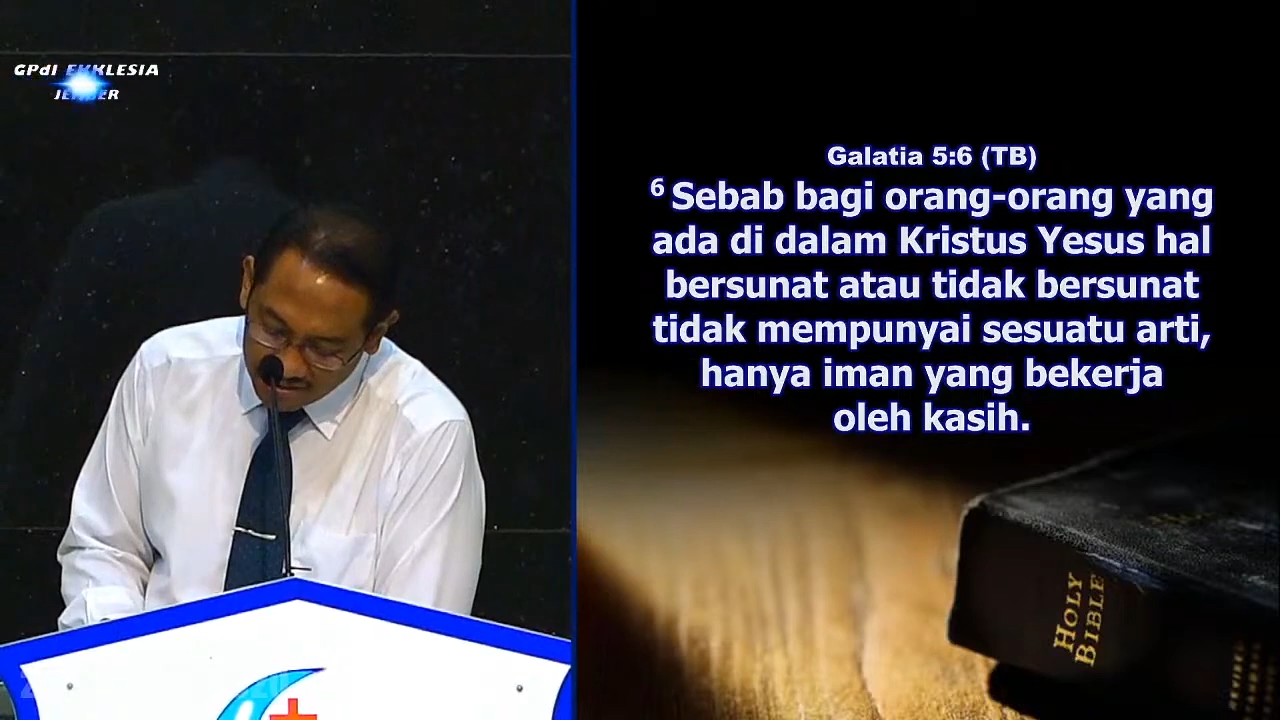 GPdI EKKLESIA
JEMBER
Galatia 5:6 (TB)
6 Sebab bagi orang-orang yang
ada di dalam Kristus Yesus hal
bersunat atau tidak bersunat
tidak mempunyai sesuatu arti,
hanya iman yang bekerja
oleh kasih.
HOLY
BIBLE